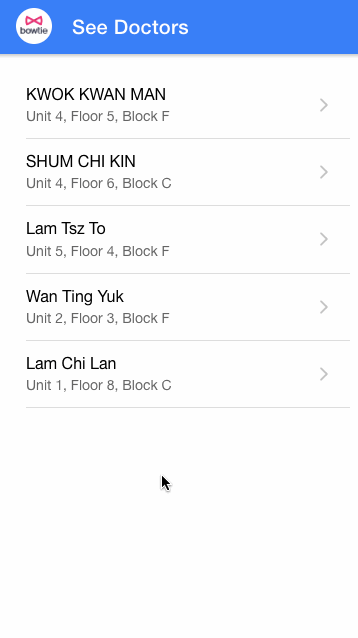 bowtie
See Doctors
KWOK KWAN MAN
Unit 4, Floor 5, Block F
SHUM CHI KIN
Unit 4, Floor 6, Block C
Lam Tsz To
Unit 5, Floor 4, Block F
Wan Ting Yuk
Unit 2, Floor 3, Block F
Lam Chi Lan
Unit 1, Floor 8, Block C